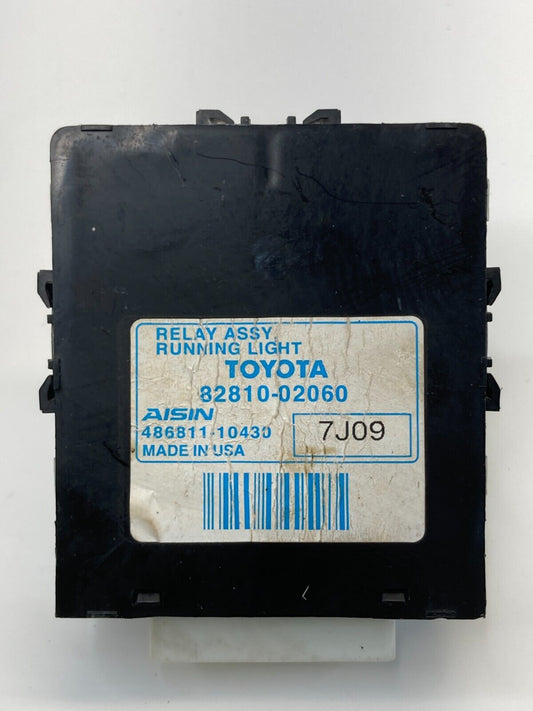 RELAY ASSY
RUNNING LIGHT
TOYOTA
82810-02060
AISIN
486811-10430
7J09
MADE IN USA